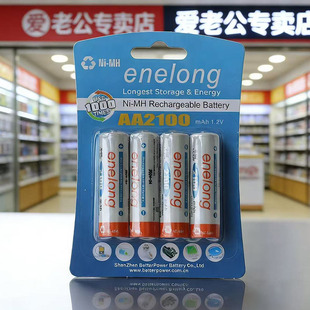 爱老公专卖店 爱老公专卖店
Ni-MH
enelong
Longest Storage & Energy
Ni-MH Rechargeable Battery
1000
AA2100 mAh 1.2V
enelong
enelong
enelong
ShenZhen BetterPower Battery Co.,Ltd
www.betterpower.com.cn